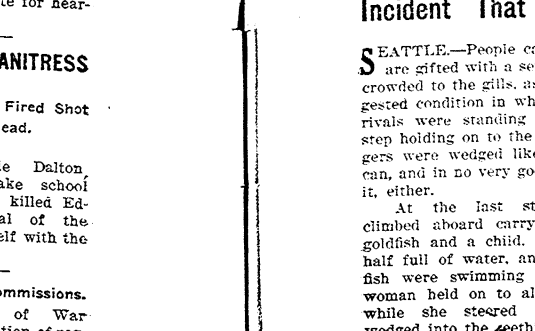 te for hear-
ANITRESS
Fired Shot
ead.
e Dalton,
ake school
killed Ed-
al of the
elf with the
ommissions.
of War
Incident That
SEATTLE.—People ca
are gifted with a se
crowded to the gills, as
gested condition in wh
rivals were standing
step holding on to the
gers were wedged like
can, and in no very go
it, either.
At the last st
climbed aboard carry
goldfish and a child.
half full of water, an
fish were swimming
woman held on to al
while she steered
wedged into the teeth